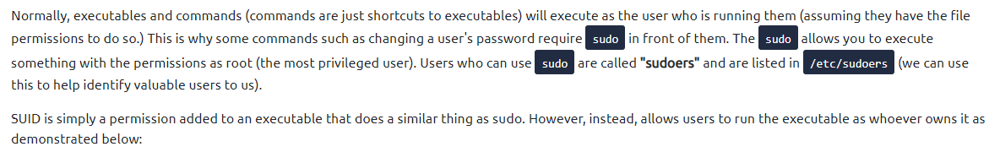 Normally, executables and commands (commands are just shortcuts to executables) will execute as the user who is running them (assuming they have the file
permissions to do so.) This is why some commands such as changing a user's password require sudo in front of them. The sudo allows you to execute
something with the permissions as root (the most privileged user). Users who can use sudo are called "sudoers" and are listed in /etc/sudoers (we can use
this to help identify valuable users to us).
SUID is simply a permission added to an executable that does a similar thing as sudo. However, instead, allows users to run the executable as whoever owns it as
demonstrated below: